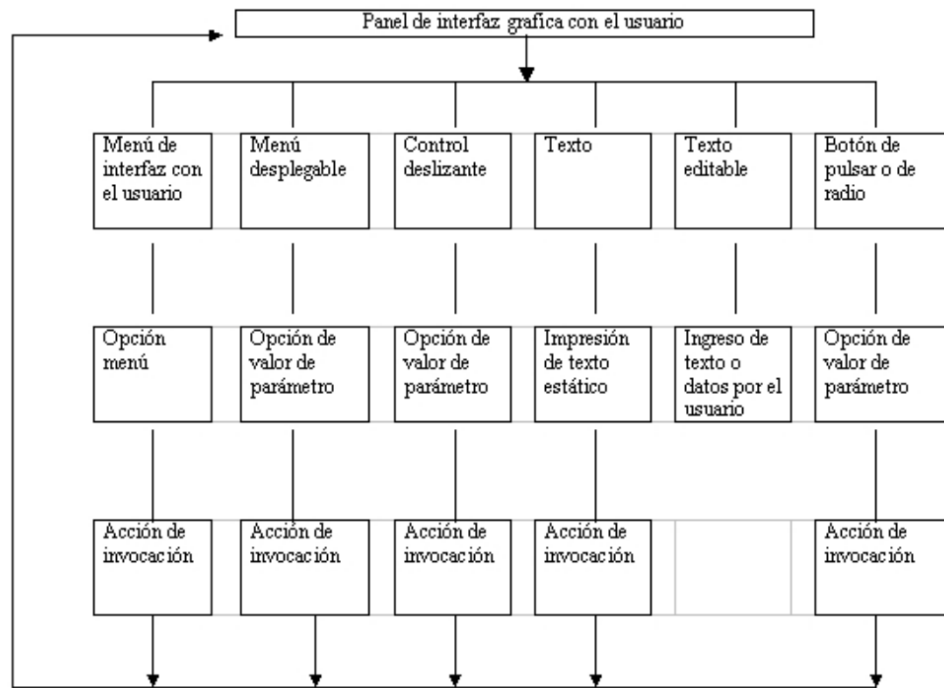 Panel de interfaz grafica con el usuario
Menú de
interfaz con
el usuario
Menú
desplegable
Control
deslizante
Texto
Texto
editable
Botón de
pulsar o de
radio
Opción
menú
Opción de
valor de
parámetro
Opción de
valor de
parámetro
Impresión
de texto
estático
Ingreso de
texto o
datos por el
usuario
Opción de
valor de
parámetro
Acción de
invocación
Acción de
invocación
Acción de
invocación
Acción de
invocación
Acción de
invocación